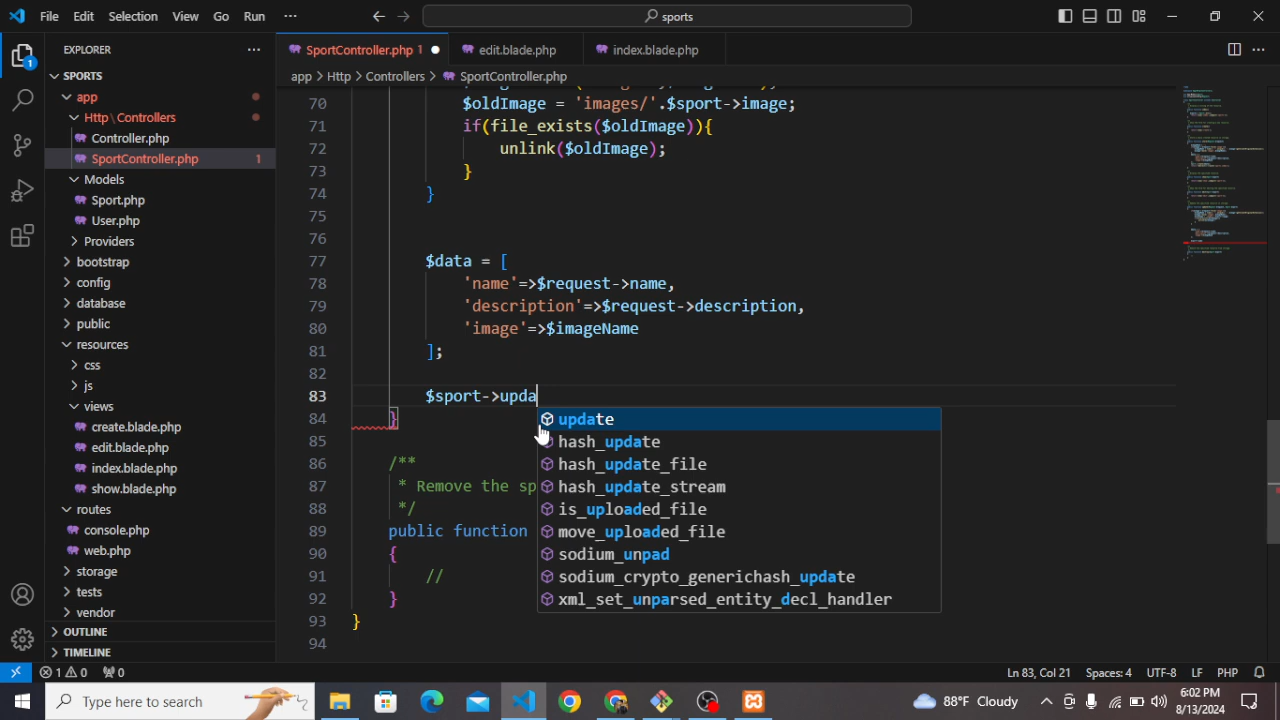 File Edit Selection View Go Run ··· sports
EXPLORER ···
SportController.php 1 edit.blade.php index.blade.php
app > Http > Controllers > SportController.php
SPORTS
app
Http \ Controllers
Controller.php
SportController.php 1
Models
Sport.php
User.php
Providers
bootstrap
config
database
public
resources
css
js
views
create.blade.php
edit.blade.php
index.blade.php
show.blade.php
routes
console.php
web.php
storage
tests
vendor
OUTLINE
TIMELINE
70 $oldImage = 'images/'.$sport->image;
71 if(file_exists($oldImage)){
72 unlink($oldImage);
73 }
74 }
75
76
77 $data = [
78 'name'=>$request->name,
79 'description'=>$request->description,
80 'image'=>$imageName
81 ];
82
83 $sport->upda
84 }
85
86 /**
87 * Remove the sp
88 */
89 public function
90 {
91 //
92 }
93 }
94
update
hash_update
hash_update_file
hash_update_stream
is_uploaded_file
move_uploaded_file
sodium_unpad
sodium_crypto_generichash_update
xml_set_unparsed_entity_decl_handler
1 0 0 Ln 83, Col 21 Spaces: 4 UTF-8 LF PHP
Type here to search 88°F Cloudy 6:02 PM
8/13/2024